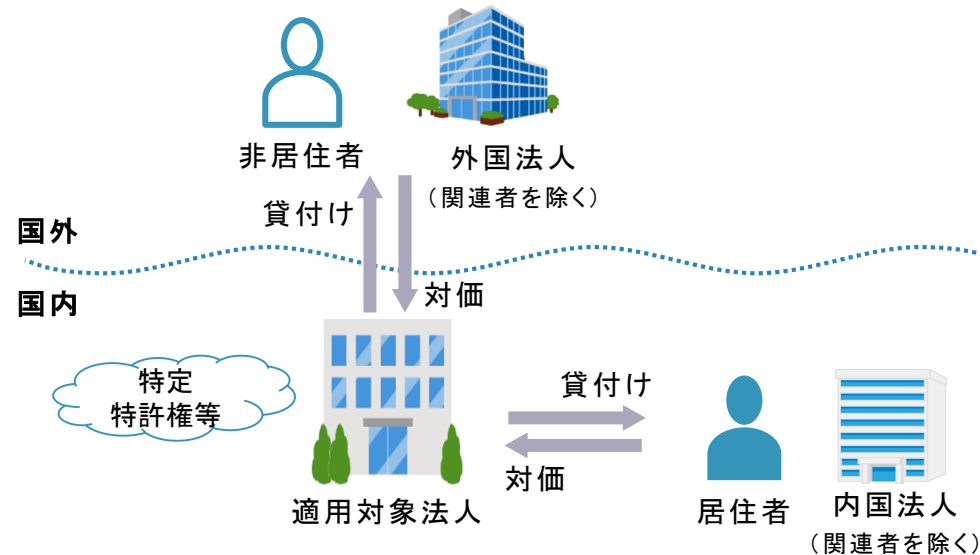 非居住者
外国法人
（関連者を除く）
貸付け
国外
国内
対価
特定
特許権等
貸付け
対価
適用対象法人
居住者
内国法人
（関連者を除く）